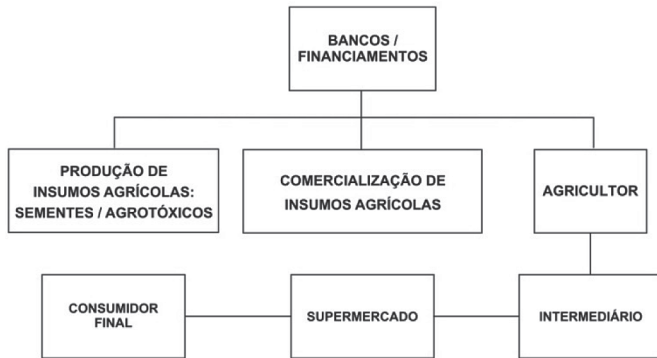 BANCOS /
FINANCIAMENTOS
PRODUÇÃO DE
INSUMOS AGRÍCOLAS:
SEMENTES / AGROTÓXICOS
COMERCIALIZAÇÃO DE
INSUMOS AGRÍCOLAS
AGRICULTOR
CONSUMIDOR
FINAL
SUPERMERCADO
INTERMEDIÁRIO